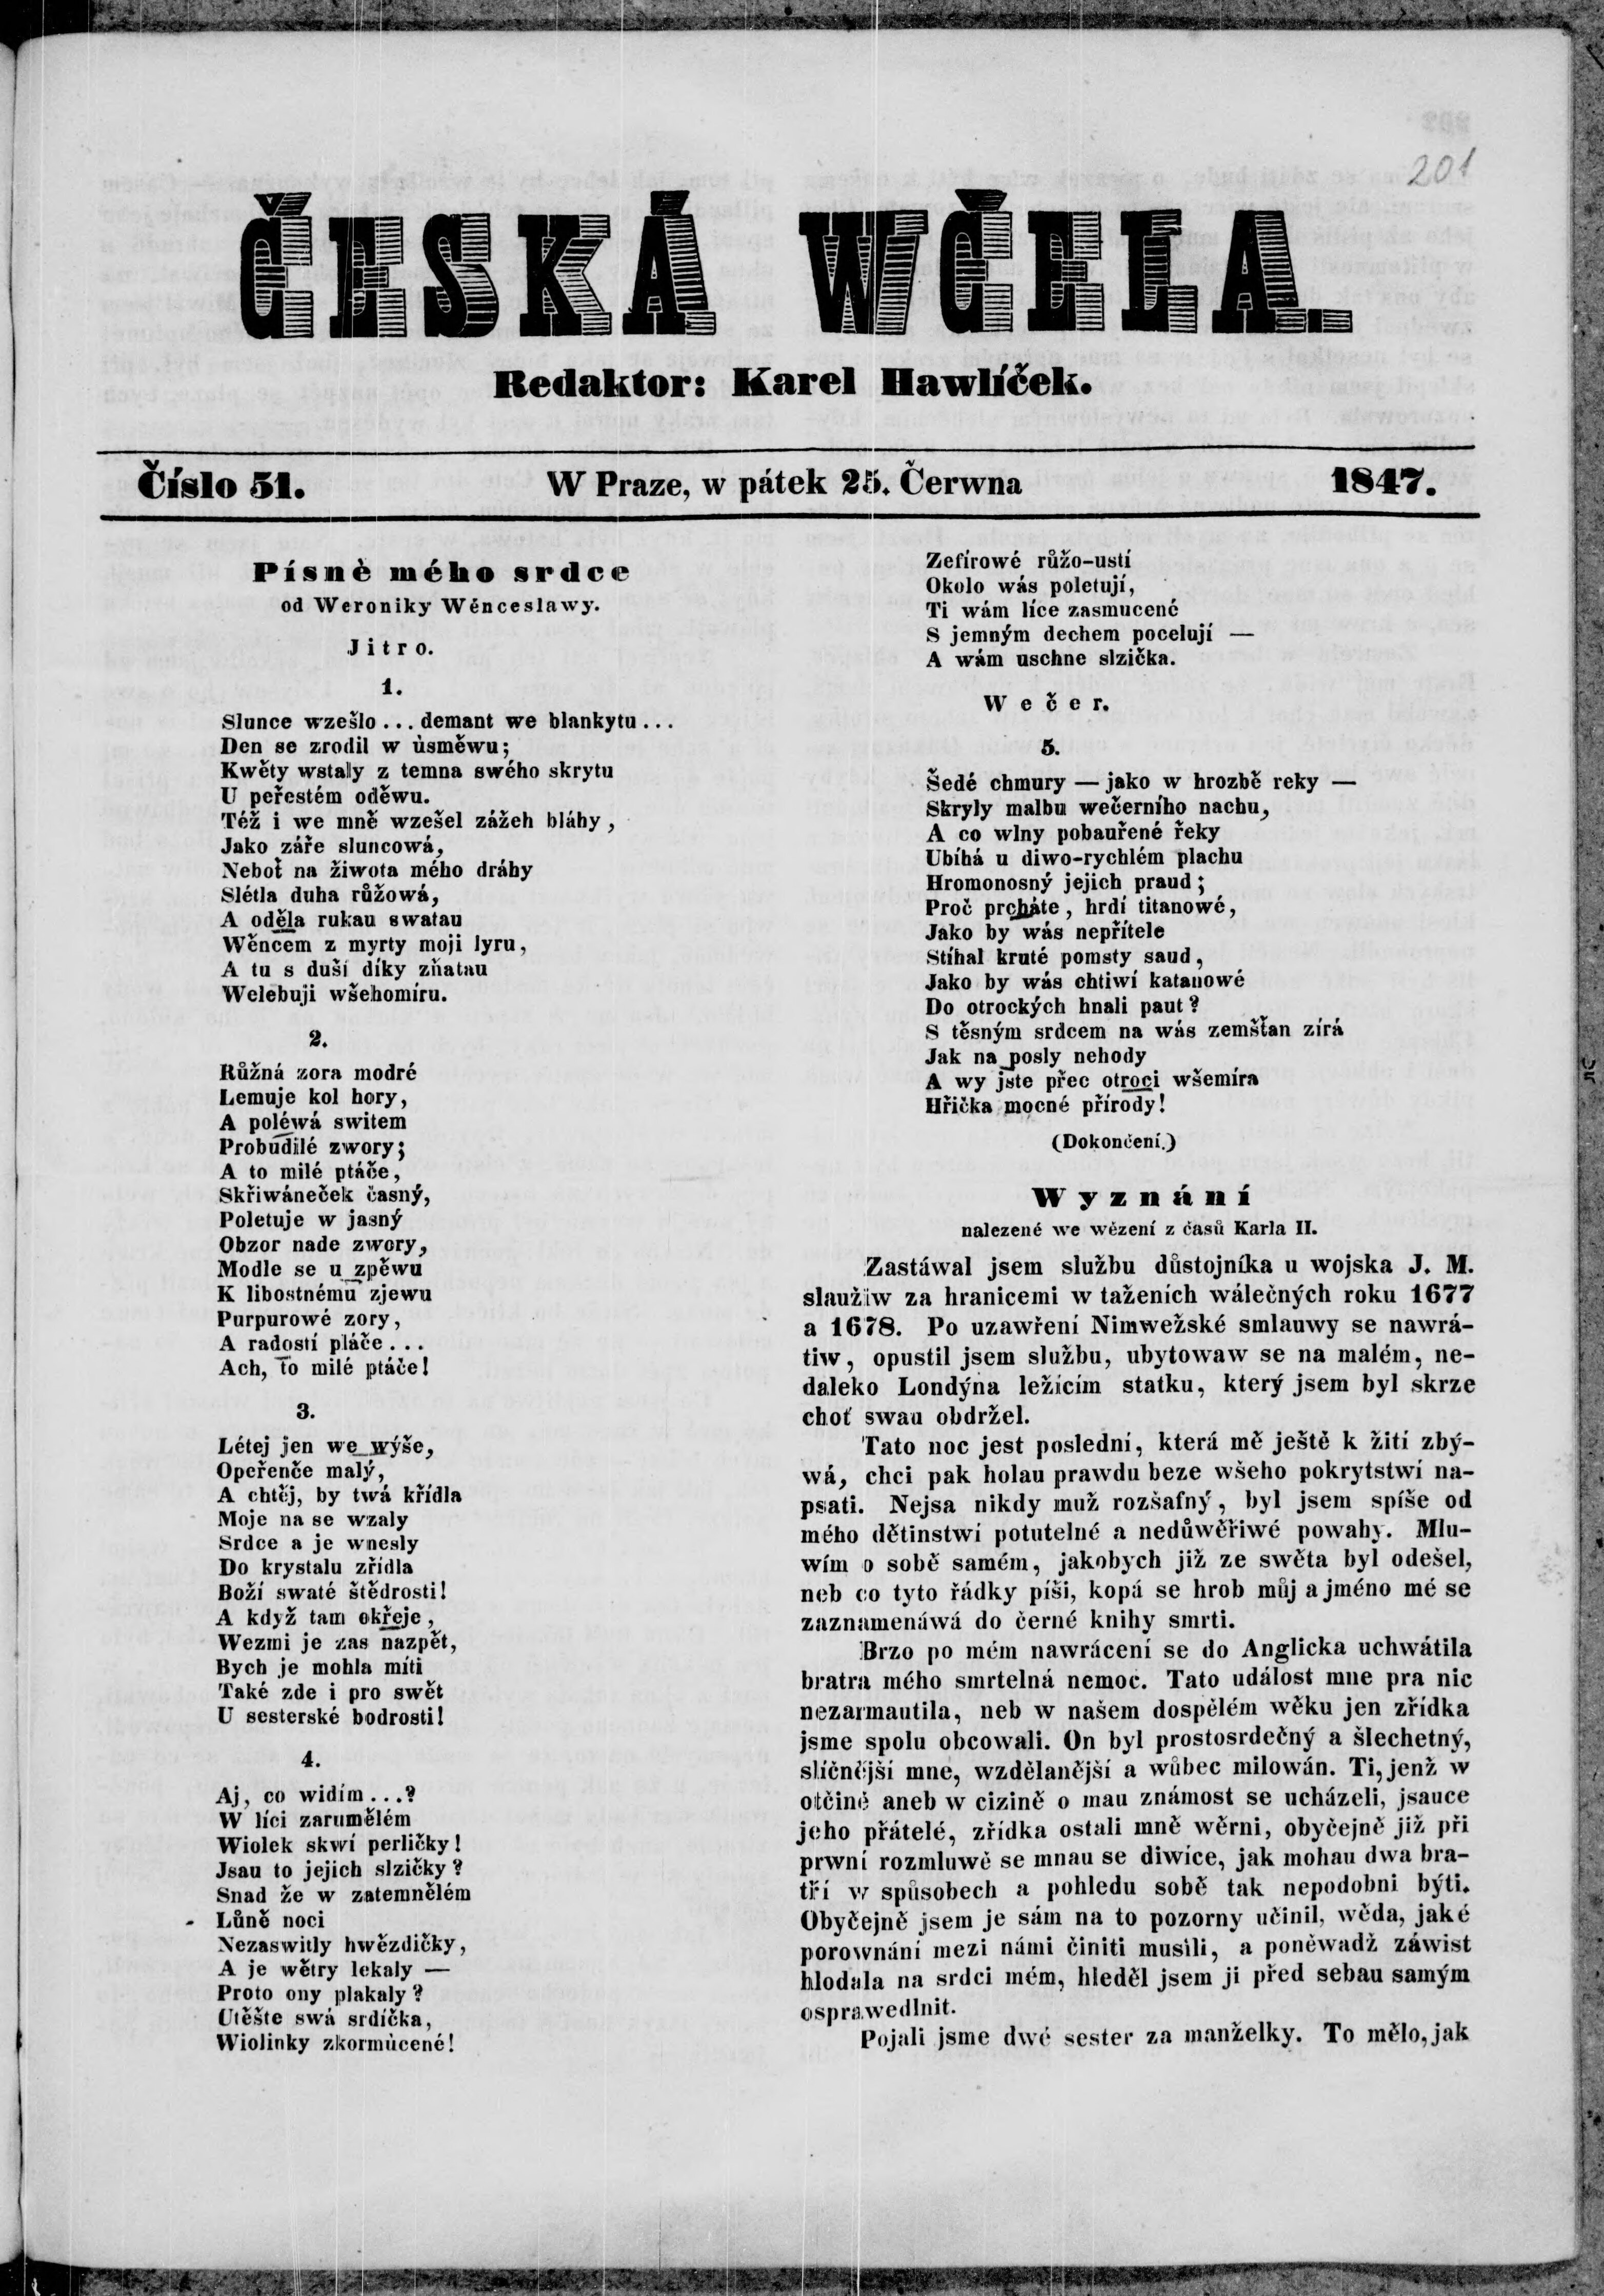 201
ČESKÁ WČELA.
Redaktor: Karel Hawlíček.
Číslo 51.
W Praze, w pátek 25. Čerwna
1847.
Písně mého srdce
od Weroniky Wěnceslawy.
Jitro.
1.
Slunce wzešlo... demant we blankytu...
Den se zrodil w úsměwu;
Kwěty wstaly z temna swého skrytu
U peřestém oděwu.
Též i we mně wzešel zážeh bláhy,
Jako záře sluncowá,
Neboť na žiwota mého dráhy
Slétla duha růžowá,
A oděla rukau swatau
Wěncem z myrty moji lyru,
A tu s duší díky zňatau
Welebuji wšehomíru.
2.
Růžná zora modré
Lemuje kol hory,
A poléwá switem
Probudilé zwory;
A to milé ptáče,
Skřiwáneček časný,
Poletuje w jasný
Obzor nade zwory,
Modle se u zpěwu
K libostnému zjewu
Purpurowé zory,
A radostí pláče...
Ach, to milé ptáče!
3.
Létej jen we wýše,
Opeřenče malý,
A chtěj, by twá křídla
Moje na se wzaly
Srdce a je wnesly
Do krystalu zřídla
Boží swaté štědrosti!
A když tam okřeje,
Wezmi je zas nazpět,
Bych je mohla míti
Také zde i pro swět
U sesterské bodrosti!
4.
Aj, co widím...?
W líci zarumělém
Wiolek skwí perličky!
Jsau to jejich slzičky?
Snad že w zatemnělém
Lůně noci
Nezaswitly hwězdičky,
A je wětry lekaly —
Proto ony plakaly?
Utěšte swá srdíčka,
Wiolinky zkormúcené!
Zefírowé růžo-ustí
Okolo wás poletují,
Ti wám líce zasmucené
S jemným dechem pocelují —
A wám uschne slzička.
Wečer.
5.
Šedé chmury — jako w hrozbě reky —
Skryly malbu wečerního nachu,
A co wlny pobauřené řeky
Ubíhá u diwo-rychlém plachu
Hromonosný jejich praud;
Proč prcháte, hrdí titanowé,
Jako by wás nepřítele
Stíhal kruté pomsty saud,
Jako by wás chtiwí katanowé
Do otrockých hnali paut?
S těsným srdcem na wás zemšťan zírá
Jak na posly nehody
A wy jste přec otroci wšemíra
Hříčka mocné přírody!
(Dokončení.)
Wyznání
nalezené we wězení z časů Karla II.
Zastáwal jsem službu důstojníka u wojska J. M.
slaužiw za hranicemi w taženích wálečných roku 1677
a 1678. Po uzawření Nimwežské smlauwy se nawrá-
tiw, opustil jsem službu, ubytowaw se na malém, ne-
daleko Londýna ležícím statku, který jsem byl skrze
choť swau obdržel.
Tato noc jest poslední, která mě ještě k žití zbý-
wá, chci pak holau prawdu beze wšeho pokrytstwí na-
psati. Nejsa nikdy muž rozšafný, byl jsem spíše od
mého dětinstwí potutelné a nedůwěřiwé powahy. Mlu-
wím o sobě samém, jakobych již ze swěta byl odešel,
neb co tyto řádky píši, kopá se hrob můj a jméno mé se
zaznamenáwá do černé knihy smrti.
Brzo po mém nawrácení se do Anglicka uchwátila
bratra mého smrtelná nemoc. Tato událost mne pra nic
nezarmautila, neb w našem dospělém wěku jen zřídka
jsme spolu obcowali. On byl prostosrdečný a šlechetný,
slíčnější mne, wzdělanější a wůbec milowán. Ti, jenž w
otčině aneb w cizině o mau známost se ucházeli, jsauce
jeho přátelé, zřídka ostali mně wěrni, obyčejně již při
prwní rozmluwě se mnau se diwíce, jak mohau dwa bra-
tří w spůsobech a pohledu sobě tak nepodobni býti.
Obyčejně jsem je sám na to pozorny učinil, wěda, jaké
porownání mezi námi činiti musili, a poněwadž záwist
hlodala na srdci mém, hleděl jsem ji před sebau samým
osprawedlnit.
Pojali jsme dwé sester za manželky. To mělo, jak